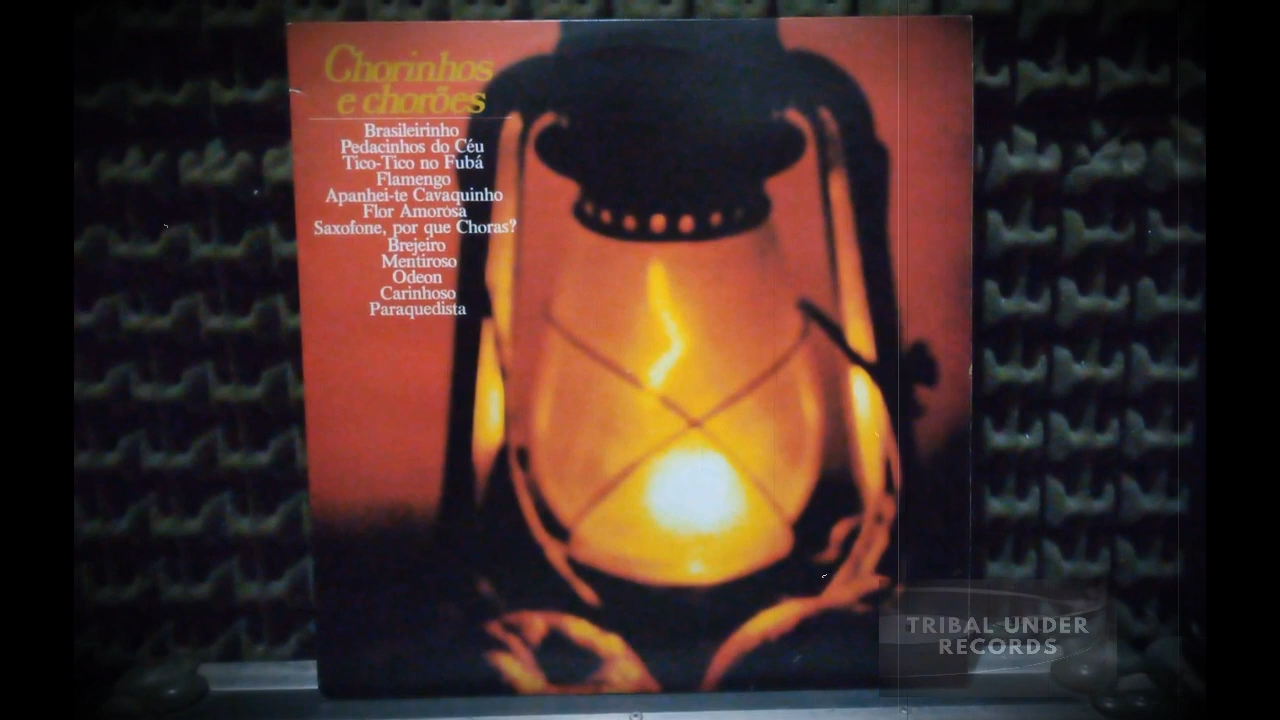 Chorinhos
e chorões
Brasileirinho
Pedacinhos do Céu
Tico-Tico no Fubá
Flamengo
Apanhei-te Cavaquinho
Flor Amorosa
Saxofone, por que Choras?
Brejeiro
Mentiroso
Odeon
Carinhoso
Paraquedista
TRIBAL UNDER
RECORDS